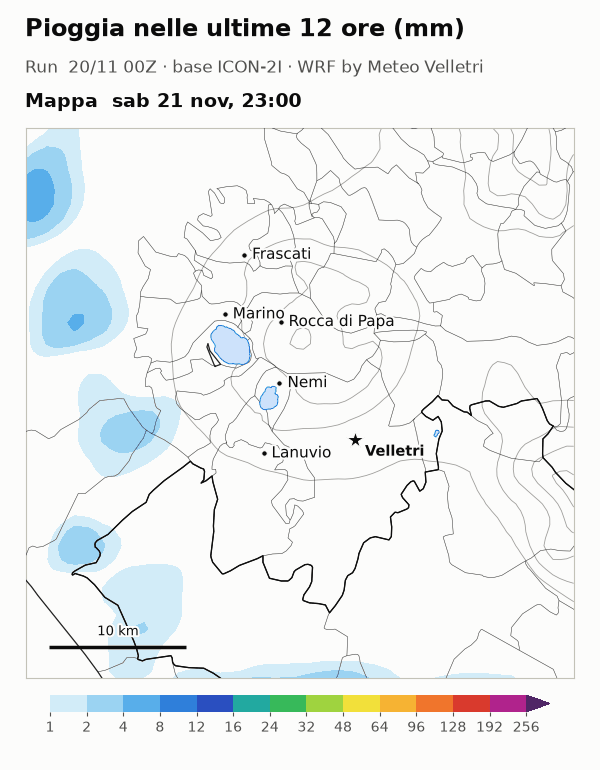 Pioggia nelle ultime 12 ore (mm)
Run  20/11 00Z · base ICON-2I · WRF by Meteo Velletri
Mappa  sab 21 nov, 23:00
Frascati
Marino
Rocca di Papa
Nemi
Velletri
Lanuvio
10 km
1 2 4 8 12 16 24 32 48 64 96 128 192 256